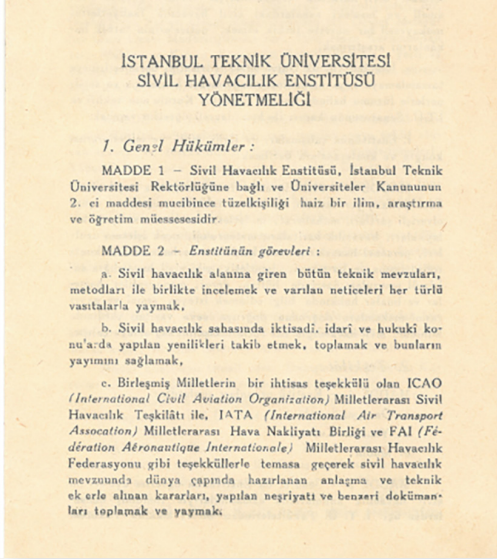 İSTANBUL TEKNİK ÜNİVERSİTESİ
SİVİL HAVACILIK ENSTİTÜSÜ
YÖNETMELİĞİ
1. Genel Hükümler :
MADDE 1 – Sivil Havacılık Enstitüsü, İstanbul Teknik
Üniversitesi Rektörlüğüne bağlı ve Üniversiteler Kanununun
2. ci maddesi mucibince tüzelkişiliği haiz bir ilim, araştırma
ve öğretim müessesesidir.
MADDE 2 – Enstitünün görevleri :
a. Sivil havacılık alanına giren bütün teknik mevzuları,
metodları ile birlikte incelemek ve varılan neticeleri her türlü
vasıtalarla yaymak,
b. Sivil havacılık sahasında iktisadî, idarî ve hukukî ko-
nu'arda yapılan yenilikleri takib etmek, toplamak ve bunların
yayımını sağlamak,
c. Birleşmiş Milletlerin bir ihtisas teşekkülü olan ICAO
(International Civil Aviation Organization) Milletlerarası Sivil
Havacılık Teşkilâtı ile, IATA (International Air Transport
Assocation) Milletlerarası Hava Nakliyatı Birliği ve FAI (Fé-
dération Aéronautique Internationale) Milletlerarası Havacılık
Federasyonu gibi teşekküllerle temasa geçerek sivil havacılık
mevzuunda dünya çapında hazırlanan anlaşma ve teknik
ek erle alınan kararları, yapılan neşriyatı ve benzeri doküman-
ları toplamak ve yaymak.